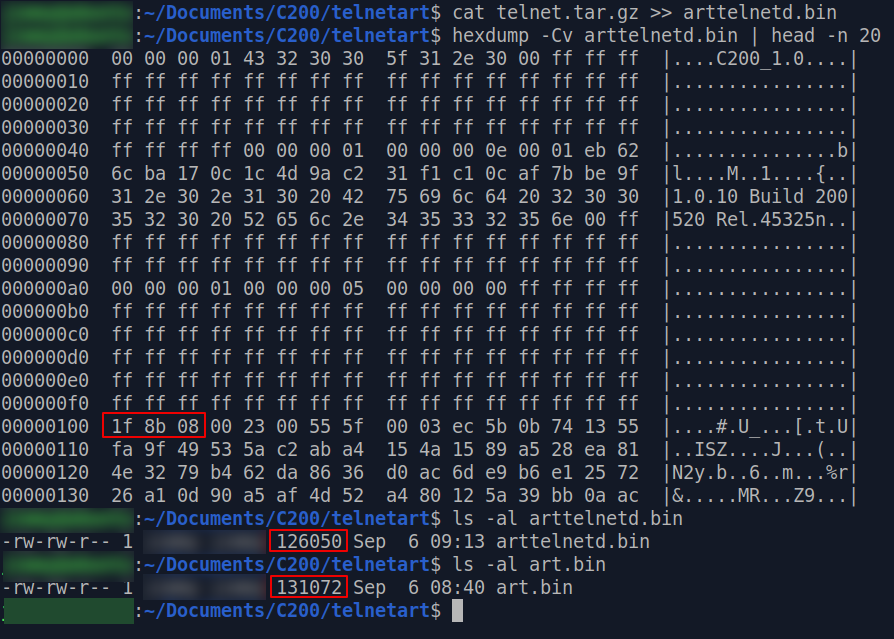 :~/Documents/C200/telnetart$ cat telnet.tar.gz >> arttelnetd.bin
:~/Documents/C200/telnetart$ hexdump -Cv arttelnetd.bin | head -n 20
00000000  00 00 00 01 43 32 30 30  5f 31 2e 30 00 ff ff ff  |....C200_1.0....|
00000010  ff ff ff ff ff ff ff ff  ff ff ff ff ff ff ff ff  |................|
00000020  ff ff ff ff ff ff ff ff  ff ff ff ff ff ff ff ff  |................|
00000030  ff ff ff ff ff ff ff ff  ff ff ff ff ff ff ff ff  |................|
00000040  ff ff ff ff 00 00 00 01  00 00 00 0e 00 01 eb 62  |...............b|
00000050  6c ba 17 0c 1c 4d 9a c2  31 f1 c1 0c af 7b be 9f  |l....M..1....{..|
00000060  31 2e 30 2e 31 30 20 42  75 69 6c 64 20 32 30 30  |1.0.10 Build 200|
00000070  35 32 30 20 52 65 6c 2e  34 35 33 32 35 6e 00 ff  |520 Rel.45325n..|
00000080  ff ff ff ff ff ff ff ff  ff ff ff ff ff ff ff ff  |................|
00000090  ff ff ff ff ff ff ff ff  ff ff ff ff ff ff ff ff  |................|
000000a0  00 00 00 01 00 00 00 05  00 00 00 00 ff ff ff ff  |................|
000000b0  ff ff ff ff ff ff ff ff  ff ff ff ff ff ff ff ff  |................|
000000c0  ff ff ff ff ff ff ff ff  ff ff ff ff ff ff ff ff  |................|
000000d0  ff ff ff ff ff ff ff ff  ff ff ff ff ff ff ff ff  |................|
000000e0  ff ff ff ff ff ff ff ff  ff ff ff ff ff ff ff ff  |................|
000000f0  ff ff ff ff ff ff ff ff  ff ff ff ff ff ff ff ff  |................|
00000100  1f 8b 08 00 23 00 55 5f  00 03 ec 5b 0b 74 13 55  |....#.U_...[.t.U|
00000110  fa 9f 49 53 5a c2 ab a4  15 4a 15 89 a5 28 ea 81  |..ISZ....J...(..|
00000120  4e 32 79 b4 62 da 86 36  d0 ac 6d e9 b6 e1 25 72  |N2y.b..6..m...%r|
00000130  26 a1 0d 90 a5 af 4d 52  a4 80 12 5a 39 bb 0a ac  |&.....MR...Z9...|
:~/Documents/C200/telnetart$ ls -al arttelnetd.bin
-rw-rw-r-- 1 126050 Sep  6 09:13 arttelnetd.bin
:~/Documents/C200/telnetart$ ls -al art.bin
-rw-rw-r-- 1 131072 Sep  6 08:40 art.bin
:~/Documents/C200/telnetart$